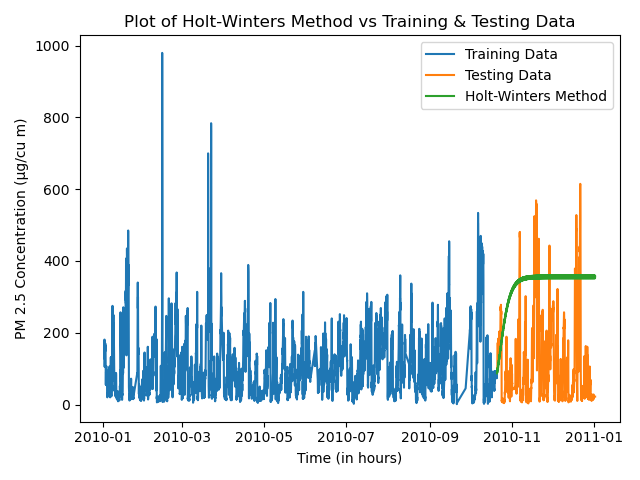 Plot of Holt-Winters Method vs Training & Testing Data
Training Data
Testing Data
Holt-Winters Method
PM 2.5 Concentration (μg/cu m)
1000
800
600
400
200
0
2010-01 2010-03 2010-05 2010-07 2010-09 2010-11 2011-01
Time (in hours)